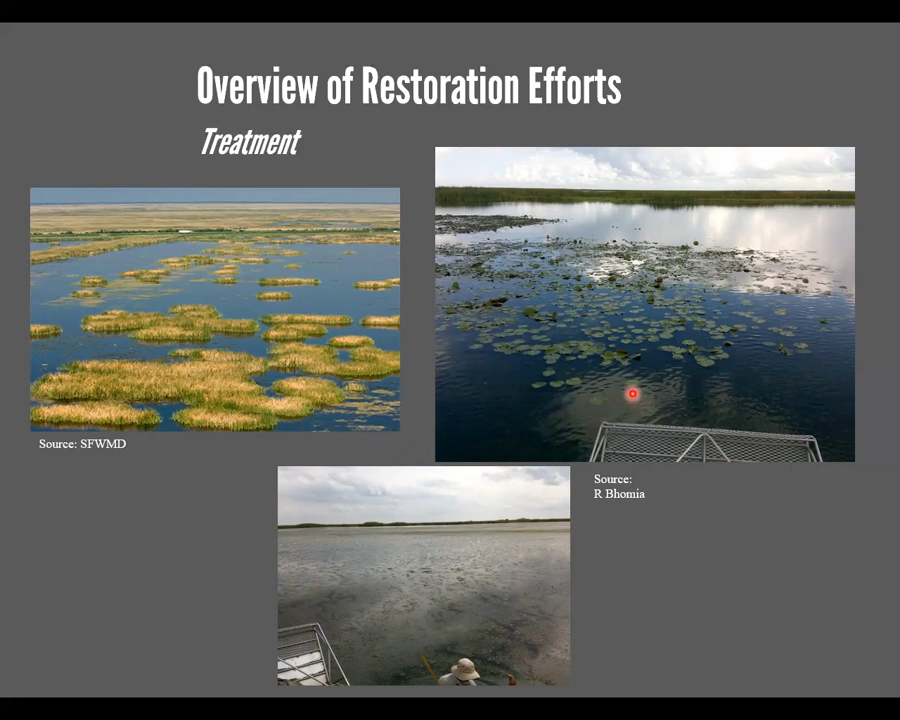 Overview of Restoration Efforts
Treatment
Source: SFWMD
Source:
R Bhomia